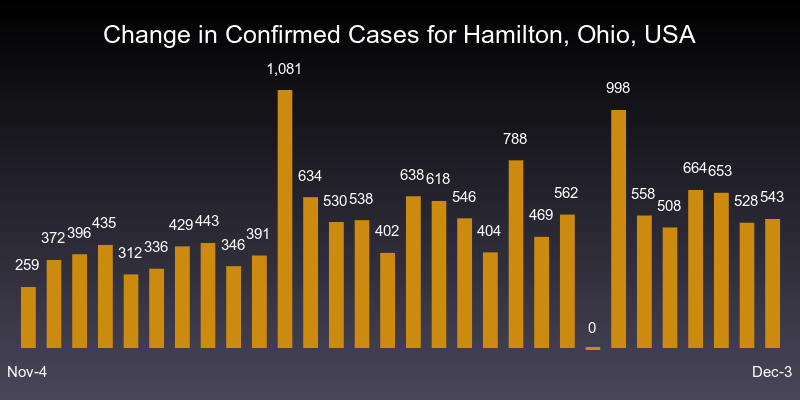 Change in Confirmed Cases for Hamilton, Ohio, USA
259 372 396 435 312 336 429 443 346 391 1,081 634 530 538 402 638 618 546 404 788 469 562 0 998 558 508 664 653 528 543
Nov-4 Dec-3